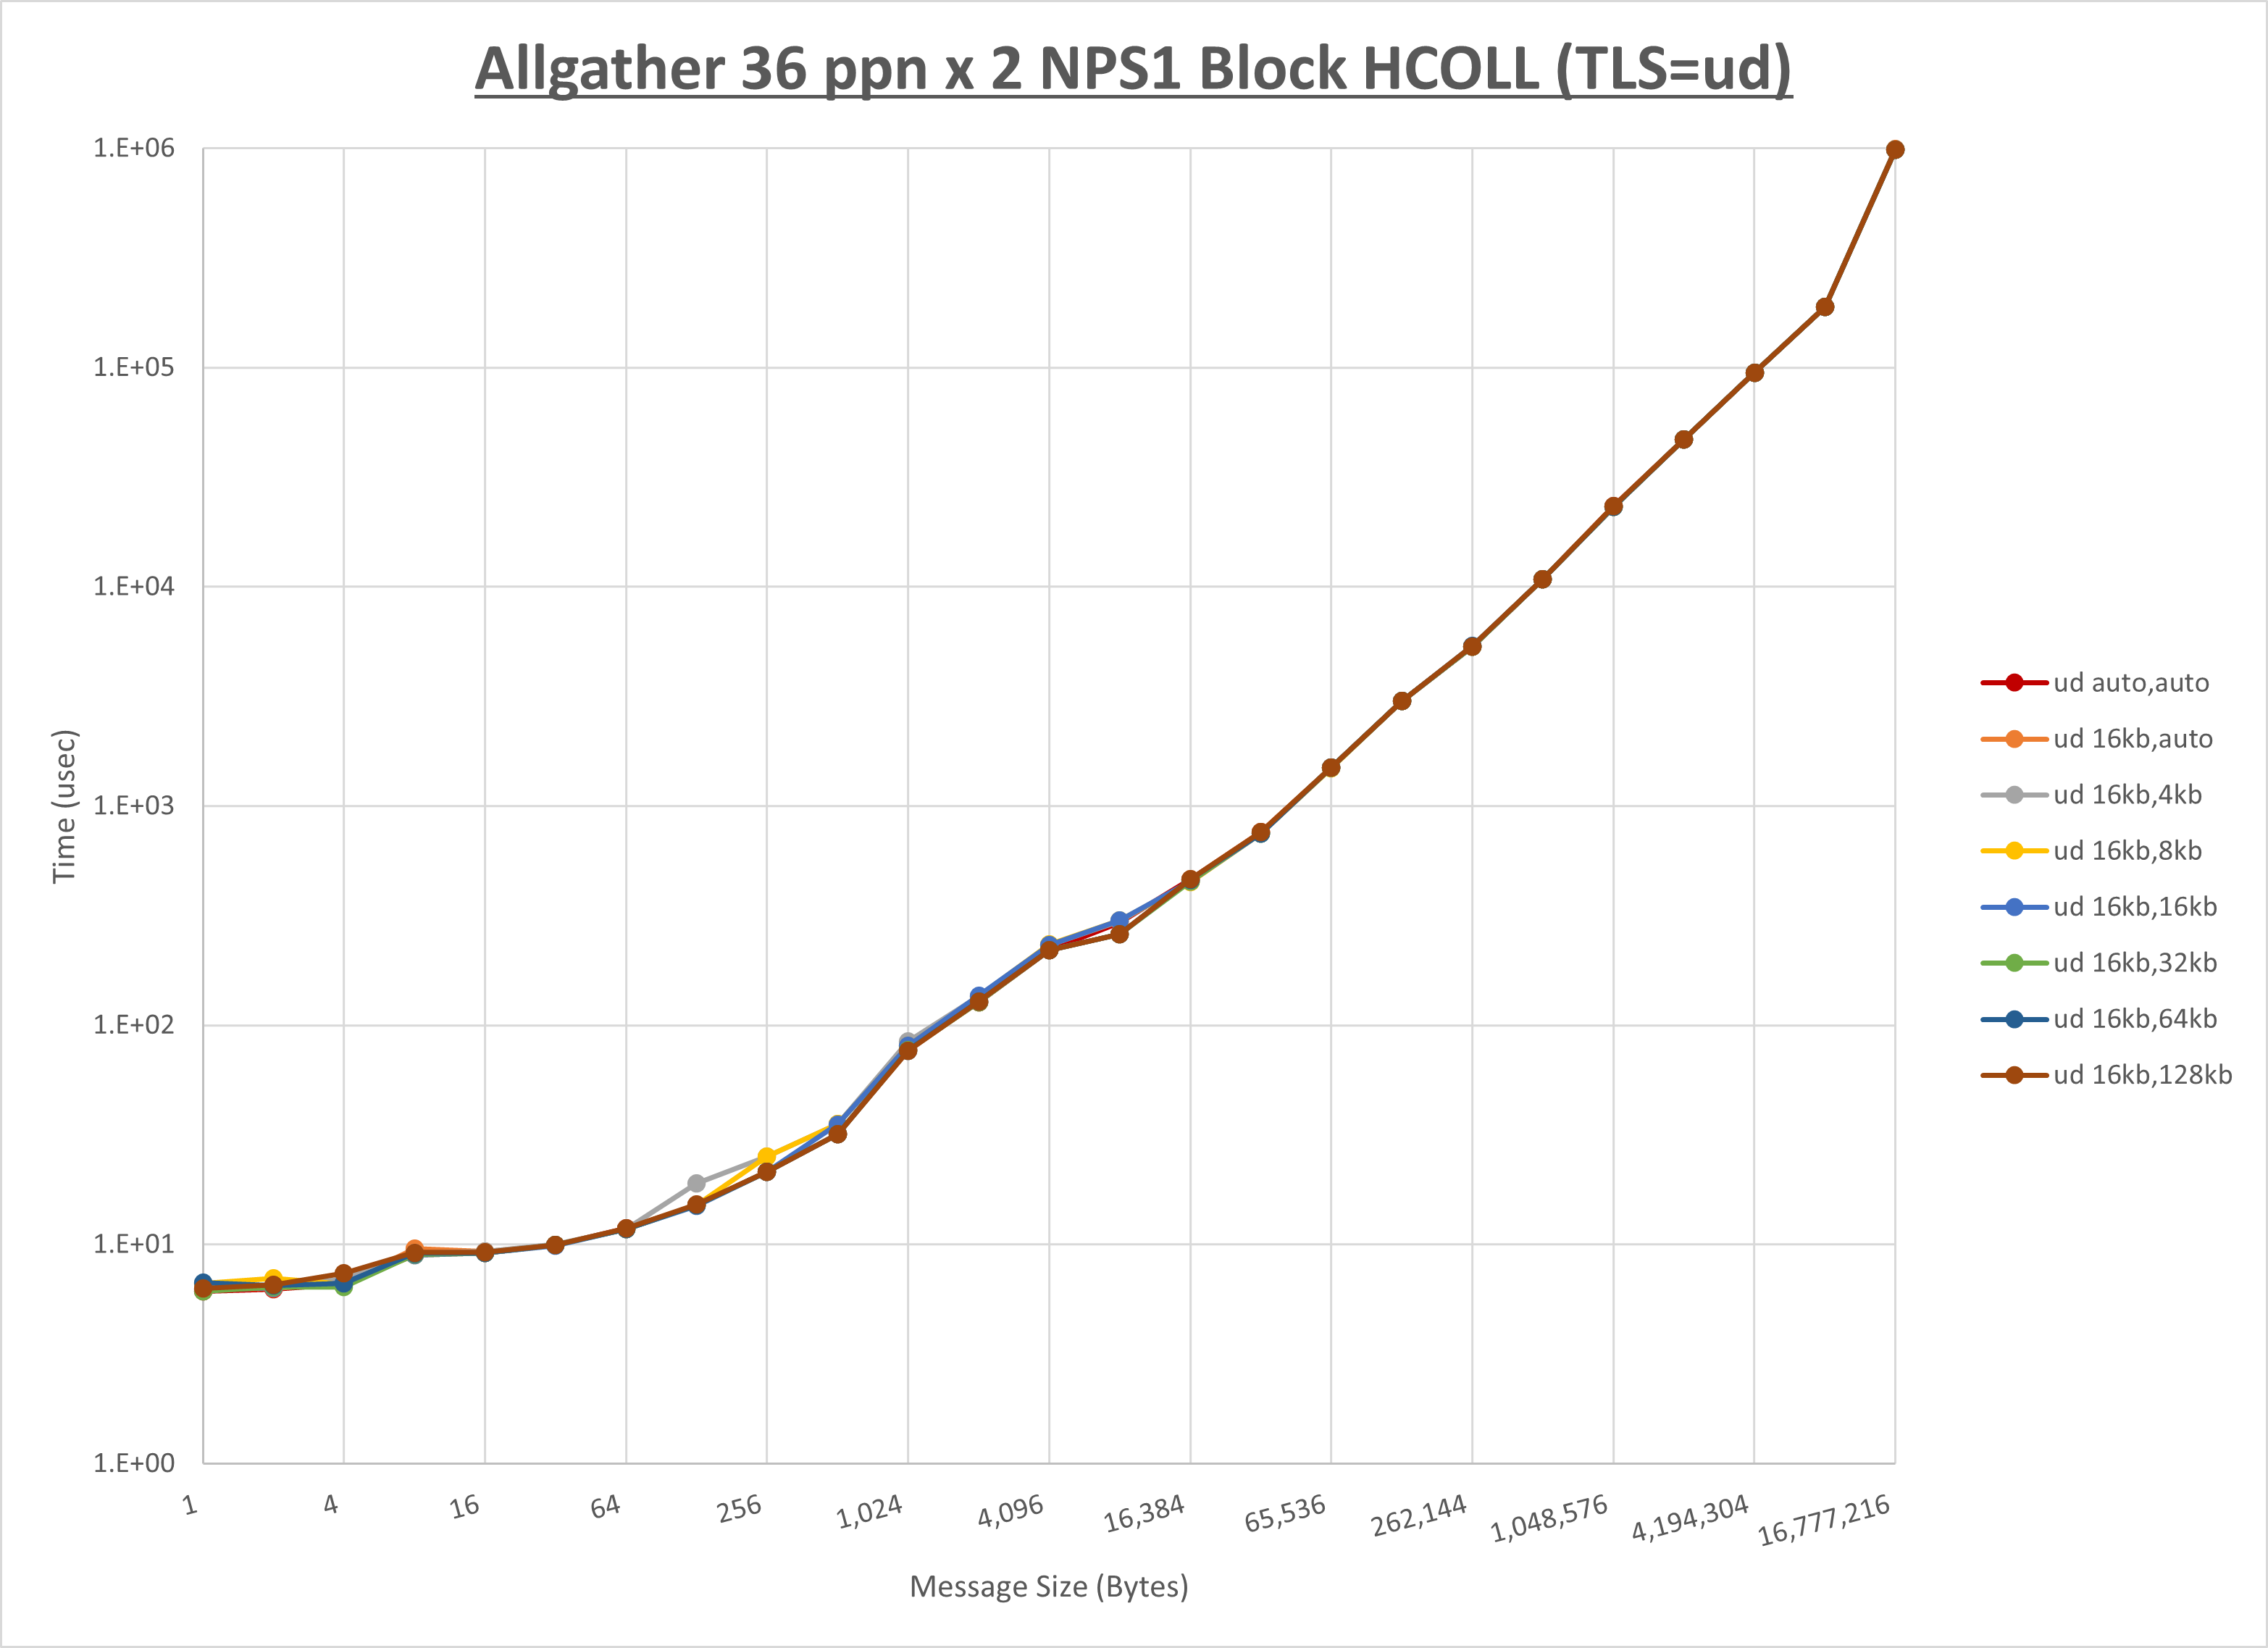 Allgather 36 ppn x 2 NPS1 Block HCOLL (TLS=ud)
1.E+06
1.E+05
1.E+04
1.E+03
1.E+02
1.E+01
1.E+00
Time (usec)
1
4
16
64
256
1,024
4,096
16,384
65,536
262,144
1,048,576
4,194,304
16,777,216
Message Size (Bytes)
ud auto,auto
ud 16kb,auto
ud 16kb,4kb
ud 16kb,8kb
ud 16kb,16kb
ud 16kb,32kb
ud 16kb,64kb
ud 16kb,128kb